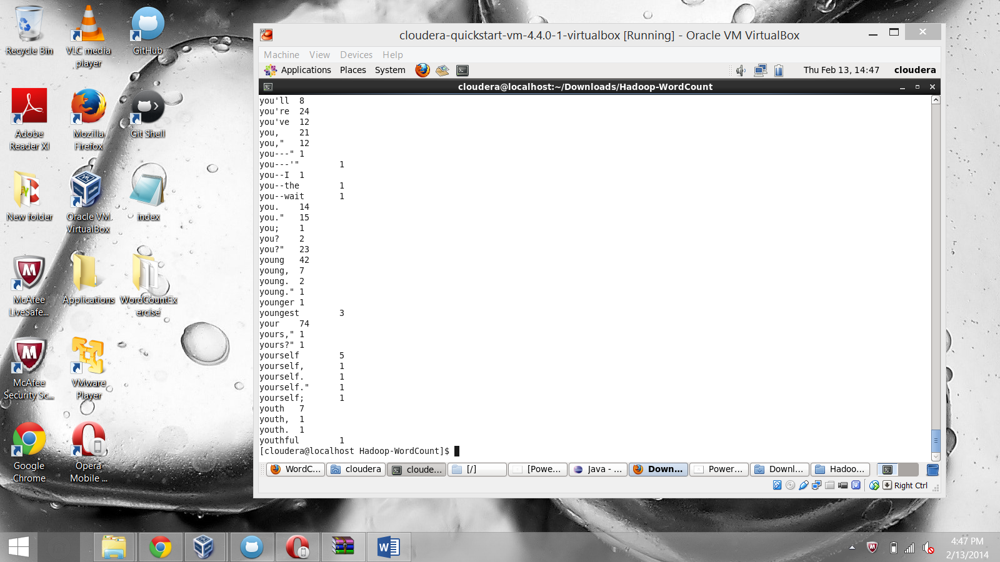 Recycle Bin
VLC media player
GitHub
Adobe Reader XI
Mozilla Firefox
Git Shell
New folder
Oracle VM VirtualBox
index
McAfee LiveSafe...
Applications
WordCountEx ercise
McAfee Security Sc...
VMware Player
Google Chrome
Opera Mobile ...
cloudera-quickstart-vm-4.4.0-1-virtualbox [Running] - Oracle VM VirtualBox
Machine View Devices Help
Applications Places System Thu Feb 13, 14:47 cloudera
cloudera@localhost:~/Downloads/Hadoop-WordCount
you'll 8
you're 24
you've 12
you, 21
you," 12
you---" 1
you---'" 1
you--I 1
you--the 1
you--wait 1
you. 14
you." 15
you; 1
you? 2
you?" 23
young 42
young, 7
young. 2
young." 1
younger 1
youngest 3
your 74
yours," 1
yours?" 1
yourself 5
yourself, 1
yourself. 1
yourself." 1
yourself; 1
youth 7
youth, 1
youth. 1
youthful 1
[cloudera@localhost Hadoop-WordCount]$
WordC... cloudera cloude... [/] [Powe... Java - ... Down... Power... Downl... Hadoo...
Right Ctrl
4:47 PM
2/13/2014